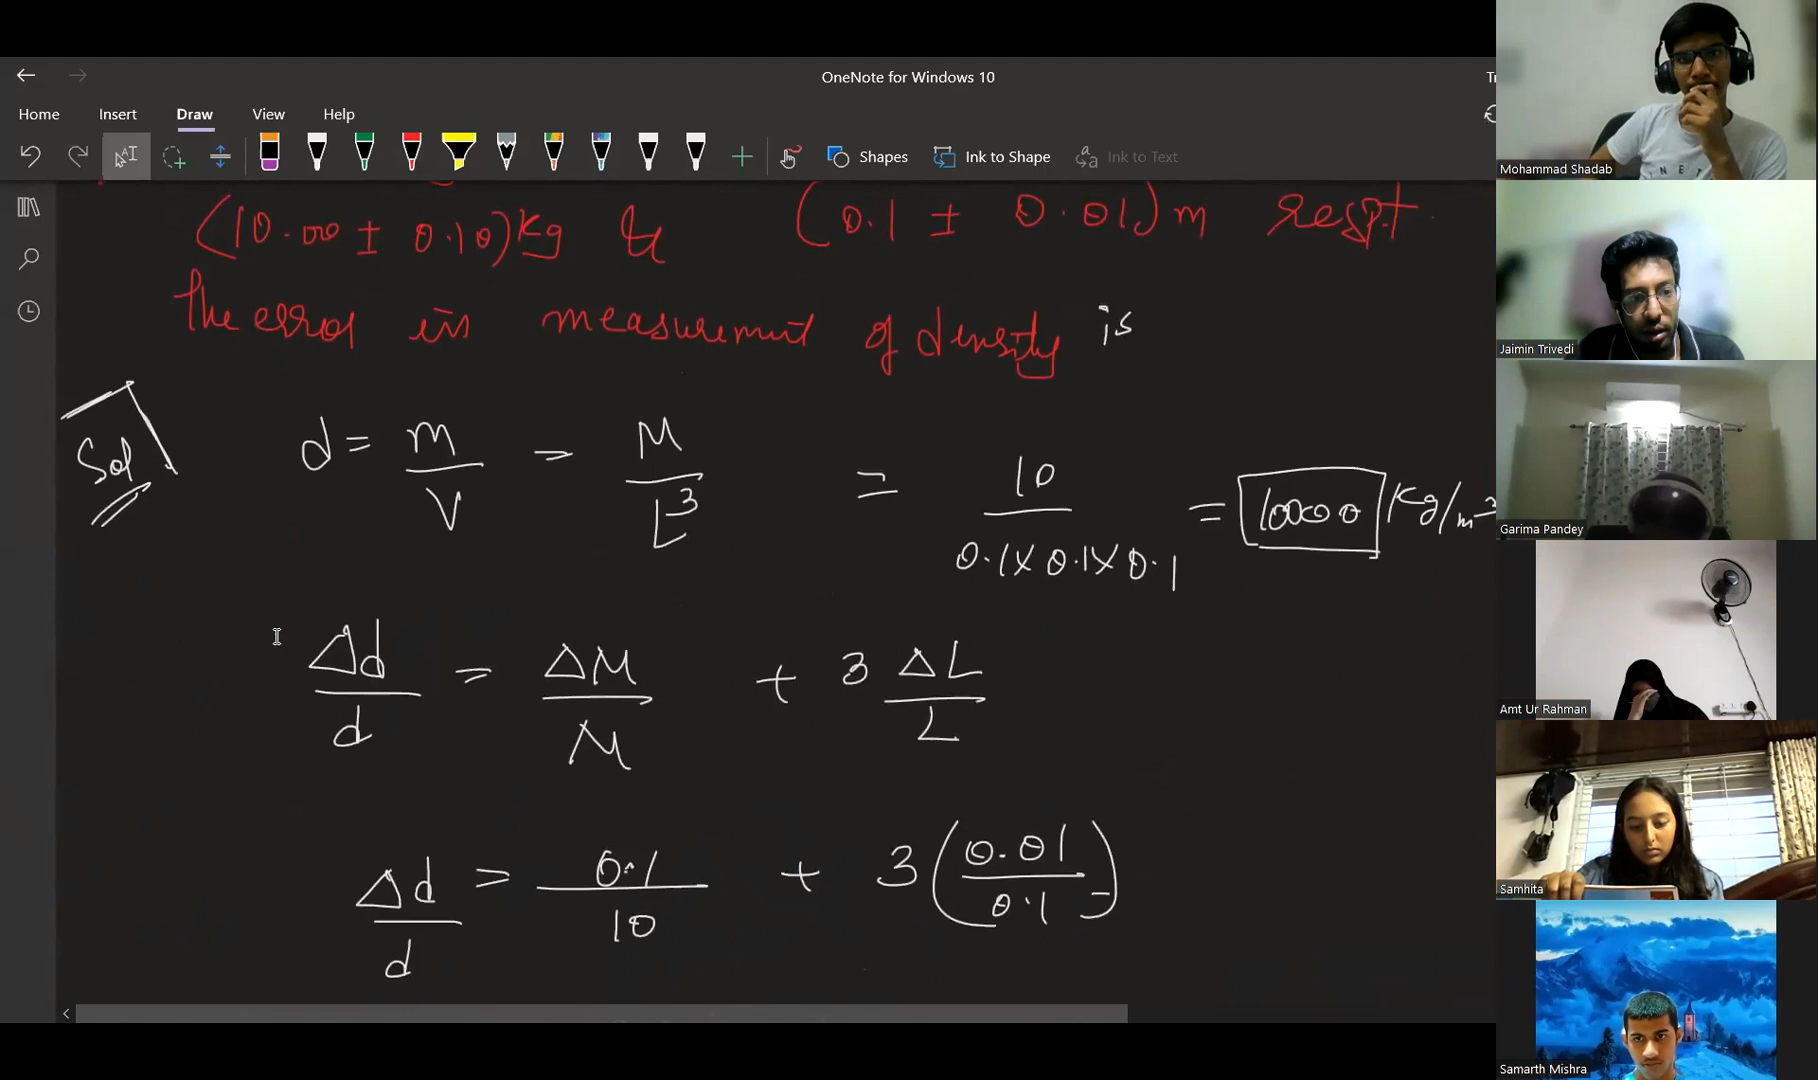 OneNote for Windows 10
Home Insert Draw View Help
Shapes Ink to Shape Ink to Text
(10.00 ± 0.10)kg & (0.1 ± 0.01)m respt.
the error in measurement of density is
Sol
d = m/V = M/L³ = 10/(0.1X 0.1X 0.1) = 10000 Kg/m³
Δd/d = ΔM/M + 3 ΔL/L
Δd/d = 0.1/10 + 3 (0.01/0.1)
Mohammad Shadab
Jaimin Trivedi
Garima Pandey
Amt Ur Rahman
Samhita
Samarth Mishra